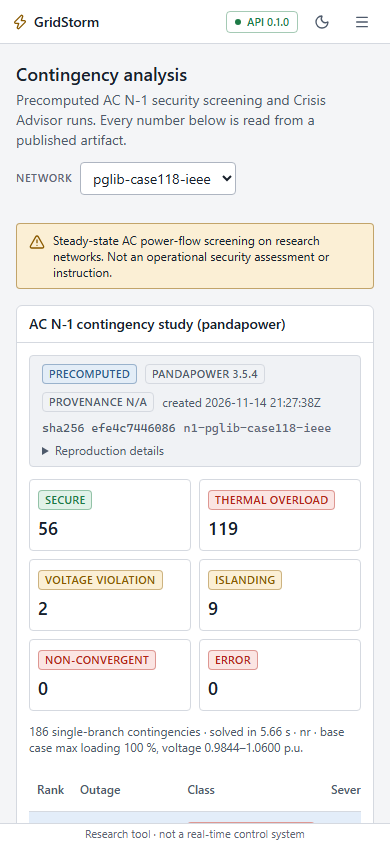 GridStorm
API 0.1.0
Contingency analysis
Precomputed AC N-1 security screening and Crisis
Advisor runs. Every number below is read from a
published artifact.
NETWORK pglib-case118-ieee
Steady-state AC power-flow screening on research
networks. Not an operational security assessment or
instruction.
AC N-1 contingency study (pandapower)
PRECOMPUTED PANDAPOWER 3.5.4
PROVENANCE N/A created 2026-11-14 21:27:38Z
sha256 efe4c7446086 n1-pglib-case118-ieee
Reproduction details
SECURE
56
THERMAL OVERLOAD
119
VOLTAGE VIOLATION
2
ISLANDING
9
NON-CONVERGENT
0
ERROR
0
186 single-branch contingencies · solved in 5.66 s · nr · base
case max loading 100 %, voltage 0.9844–1.0600 p.u.
Rank Outage Class Sever
Research tool · not a real-time control system